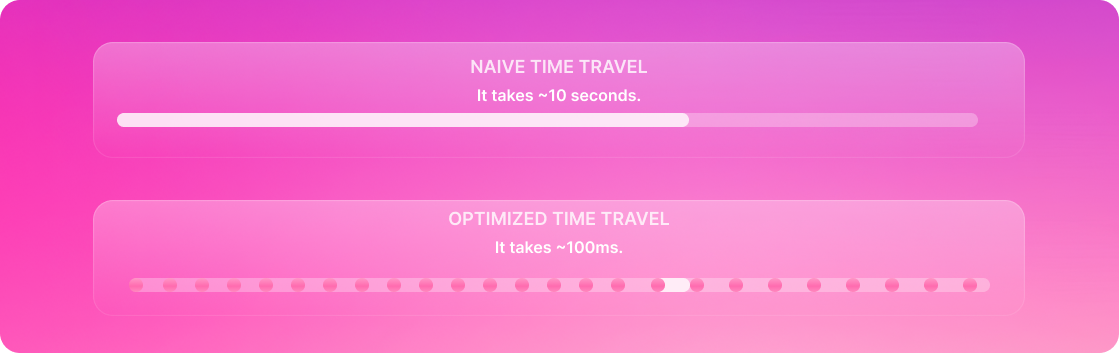 NAIVE TIME TRAVEL
It takes ~10 seconds.
OPTIMIZED TIME TRAVEL
It takes ~100ms.